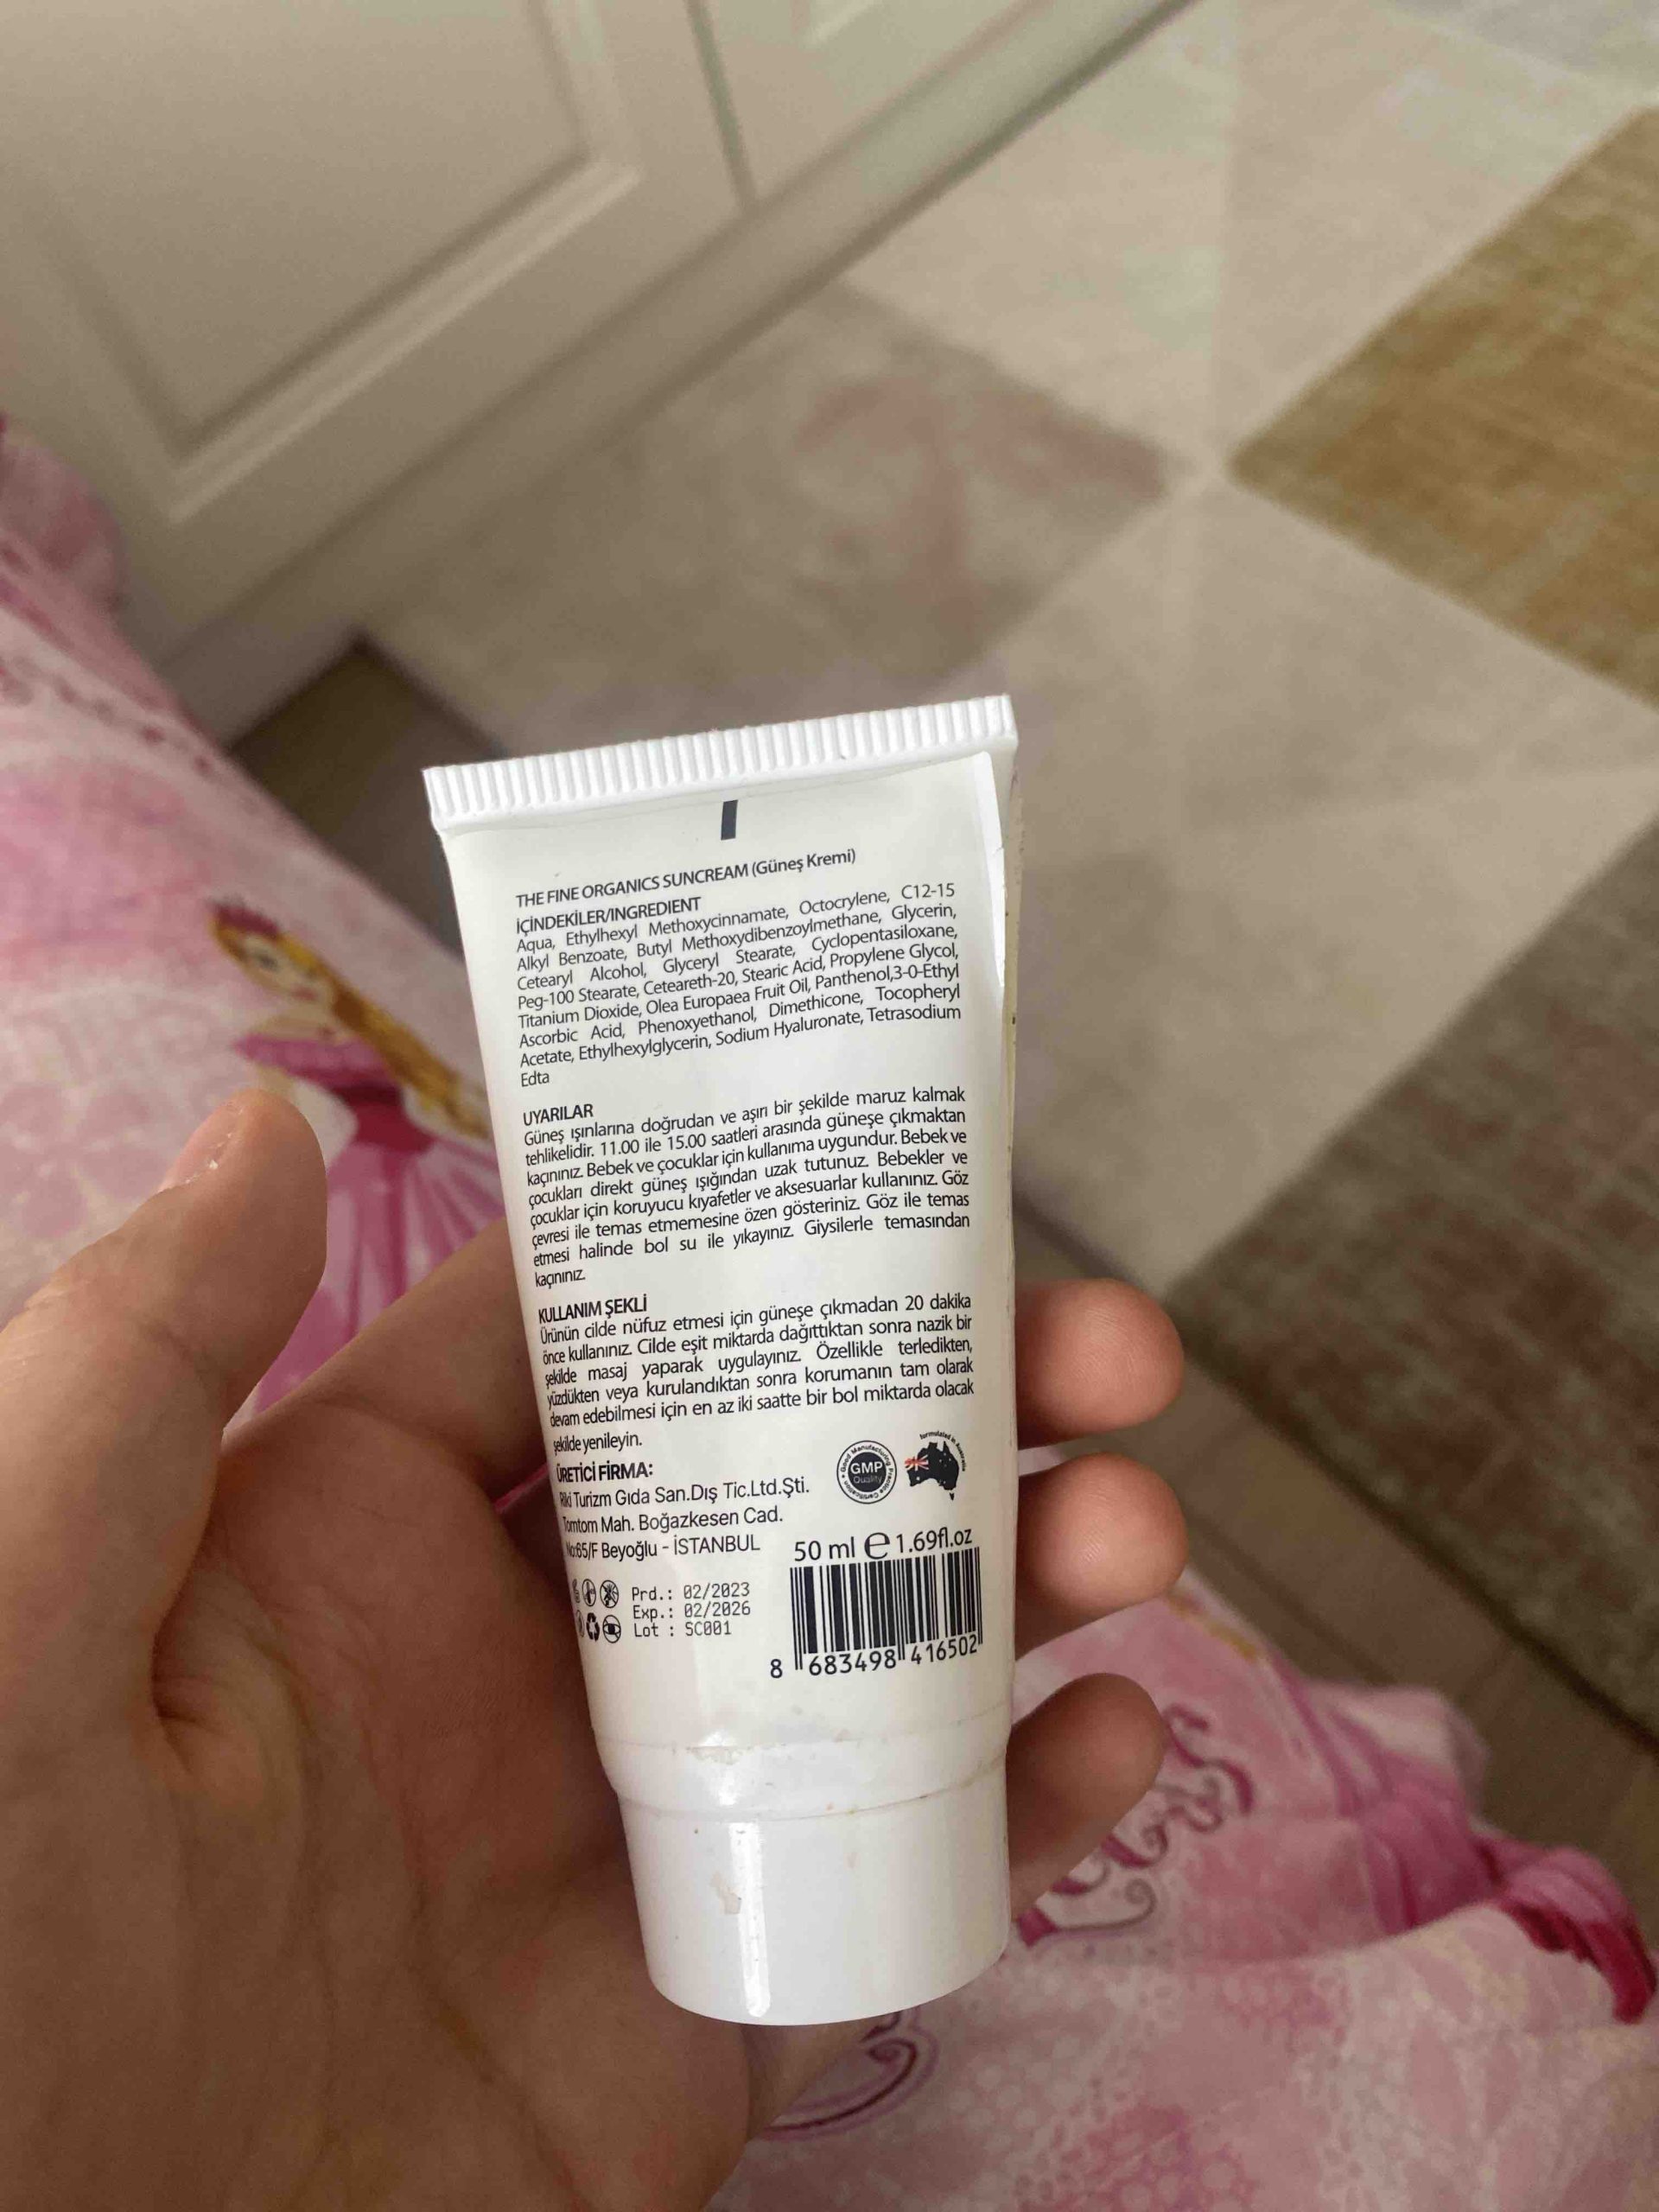 THE FINE ORGANICS SUNCREAM (Güneş Kremi)
İÇİNDEKİLER/INGREDIENT
Aqua, Ethylhexyl Methoxycinnamate, Octocrylene, C12-15
Alkyl Benzoate, Butyl Methoxydibenzoylmethane, Glycerin,
Cetearyl Alcohol, Glyceryl Stearate, Cyclopentasiloxane,
Peg-100 Stearate, Ceteareth-20, Stearic Acid, Propylene Glycol,
Titanium Dioxide, Olea Europaea Fruit Oil, Panthenol,3-0-Ethyl
Ascorbic Acid, Phenoxyethanol, Dimethicone, Tocopheryl
Acetate, Ethylhexylglycerin, Sodium Hyaluronate, Tetrasodium
Edta
UYARILAR
Güneş ışınlarına doğrudan ve aşırı bir şekilde maruz kalmak
tehlikelidir. 11.00 ile 15.00 saatleri arasında güneşe çıkmaktan
kaçınınız. Bebek ve çocuklar için kullanıma uygundur. Bebek ve
çocukları direkt güneş ışığından uzak tutunuz. Bebekler ve
çocuklar için koruyucu kıyafetler ve aksesuarlar kullanınız. Göz
çevresi ile temas etmemesine özen gösteriniz. Göz ile temas
etmesi halinde bol su ile yıkayınız. Giysilerle temasından
kaçınınız.
KULLANIM ŞEKLİ
Ürünün cilde nüfuz etmesi için güneşe çıkmadan 20 dakika
önce kullanınız. Cilde eşit miktarda dağıttıktan sonra nazik bir
şekilde masaj yaparak uygulayınız. Özellikle terledikten,
yüzdükten veya kurulandıktan sonra korumanın tam olarak
devam edebilmesi için en az iki saatte bir bol miktarda olacak
şekilde yenileyin.
ÜRETİCİ FİRMA:
Riki Turizm Gıda San.Dış Tic.Ltd.Şti.
Tomtom Mah. Boğazkesen Cad.
No:65/F Beyoğlu - İSTANBUL
Good Manufacturing Practice Certification
GMP
Quality
formulated in Australia
50 ml e 1.69fl.oz
Prd.: 02/2023
Exp.: 02/2026
Lot : SC001
8 683498 416502